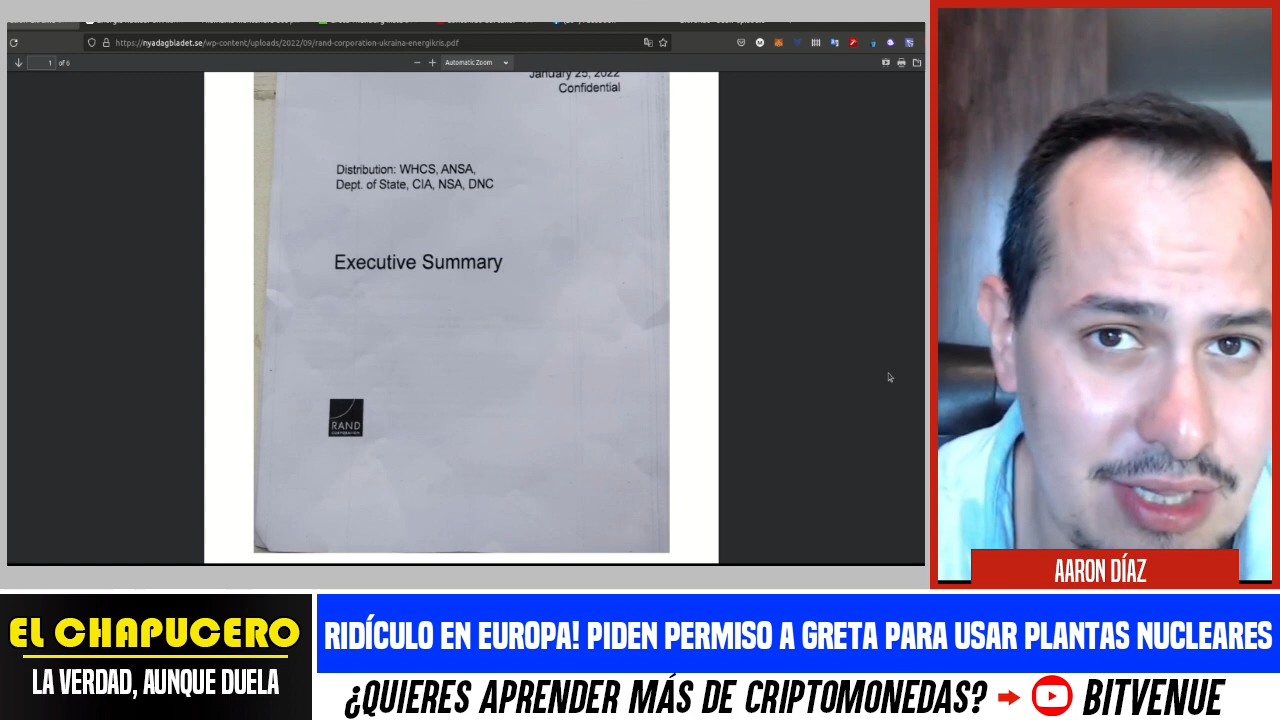 https://nyadagbladet.se/wp-content/uploads/2022/09/rand-corporation-ukraina-energikris.pdf
1 of 6
Automatic Zoom
January 25, 2022
Confidential
Distribution: WHCS, ANSA,
Dept. of State, CIA, NSA, DNC
Executive Summary
RAND
CORPORATION
AARON DÍAZ
EL CHAPUCERO
LA VERDAD, AUNQUE DUELA
RIDÍCULO EN EUROPA! PIDEN PERMISO A GRETA PARA USAR PLANTAS NUCLEARES
¿QUIERES APRENDER MÁS DE CRIPTOMONEDAS? BITVENUE